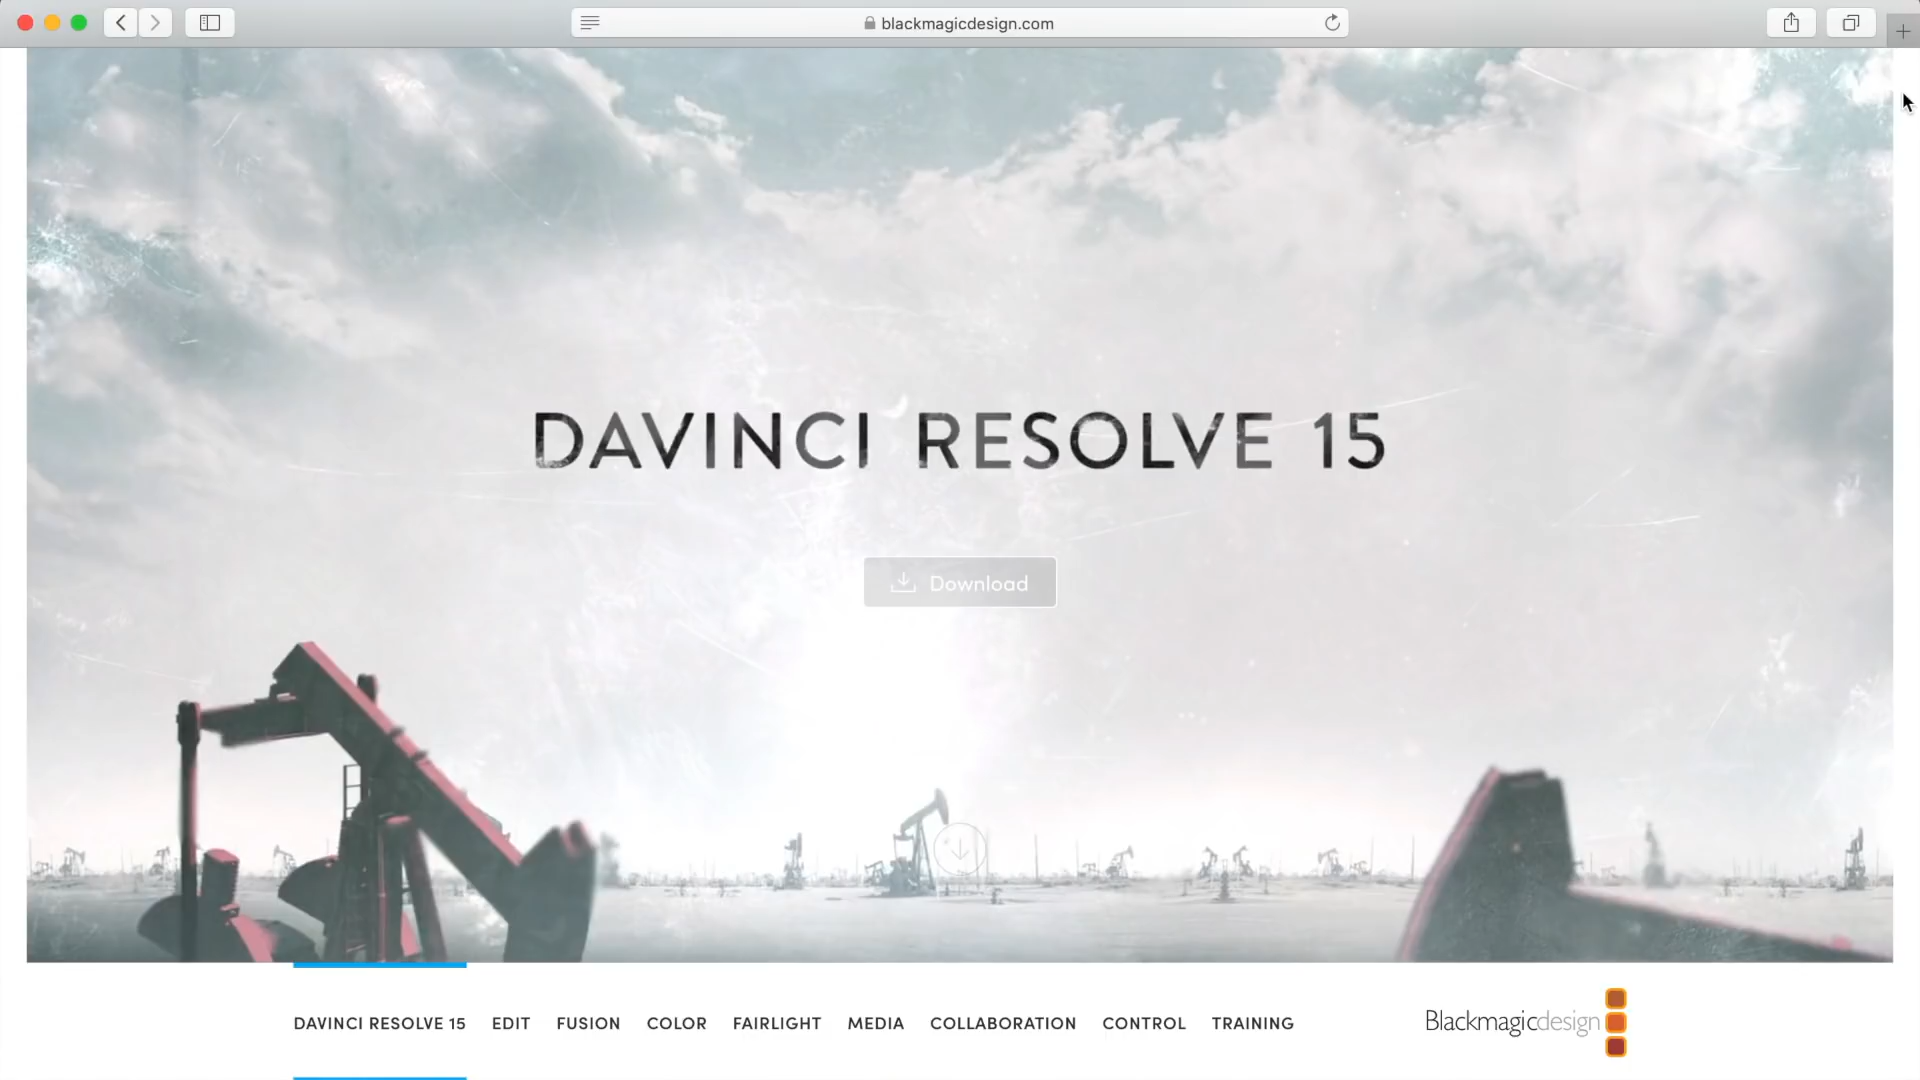 blackmagicdesign.com
DAVINCI RESOLVE 15
Download
DAVINCI RESOLVE 15 EDIT FUSION COLOR FAIRLIGHT MEDIA COLLABORATION CONTROL TRAINING
Blackmagicdesign